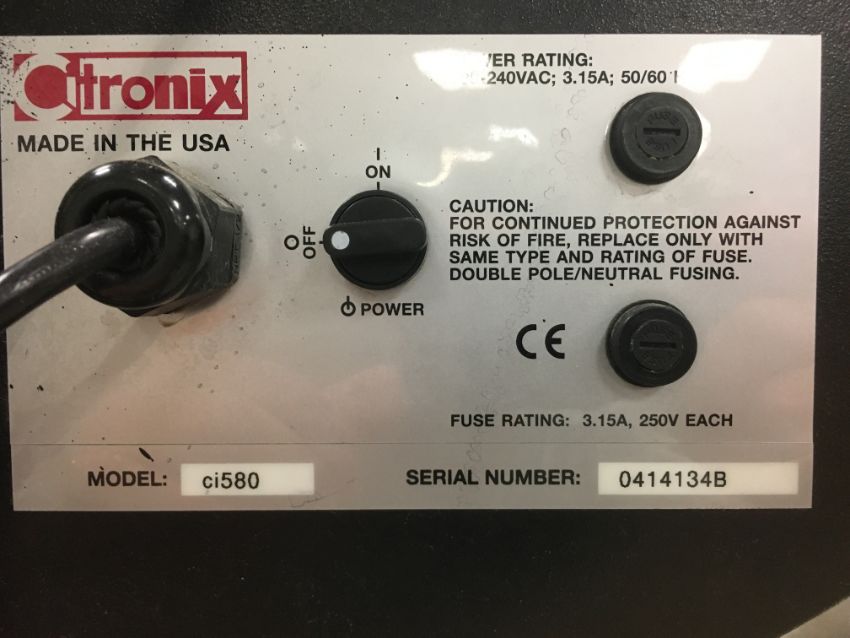 Citronix
MADE IN THE USA
RATING:
240VAC; 3.15A; 50/60
FUSE
ON
OFF
POWER
CAUTION:
FOR CONTINUED PROTECTION AGAINST
RISK OF FIRE, REPLACE ONLY WITH
SAME TYPE AND RATING OF FUSE.
DOUBLE POLE/NEUTRAL FUSING.
CE
FUSE RATING: 3.15A, 250V EACH
MODEL: ci580
SERIAL NUMBER: 0414134B